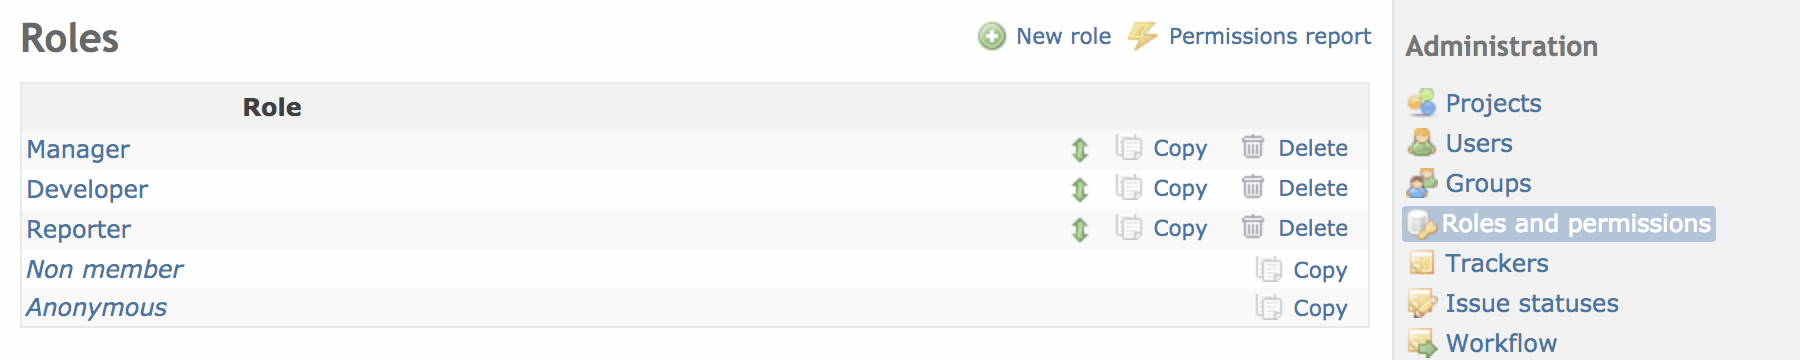 Roles
New role Permissions report
Role
Manager Copy Delete
Developer Copy Delete
Reporter Copy Delete
Non member Copy
Anonymous Copy
Administration
Projects
Users
Groups
Roles and permissions
Trackers
Issue statuses
Workflow